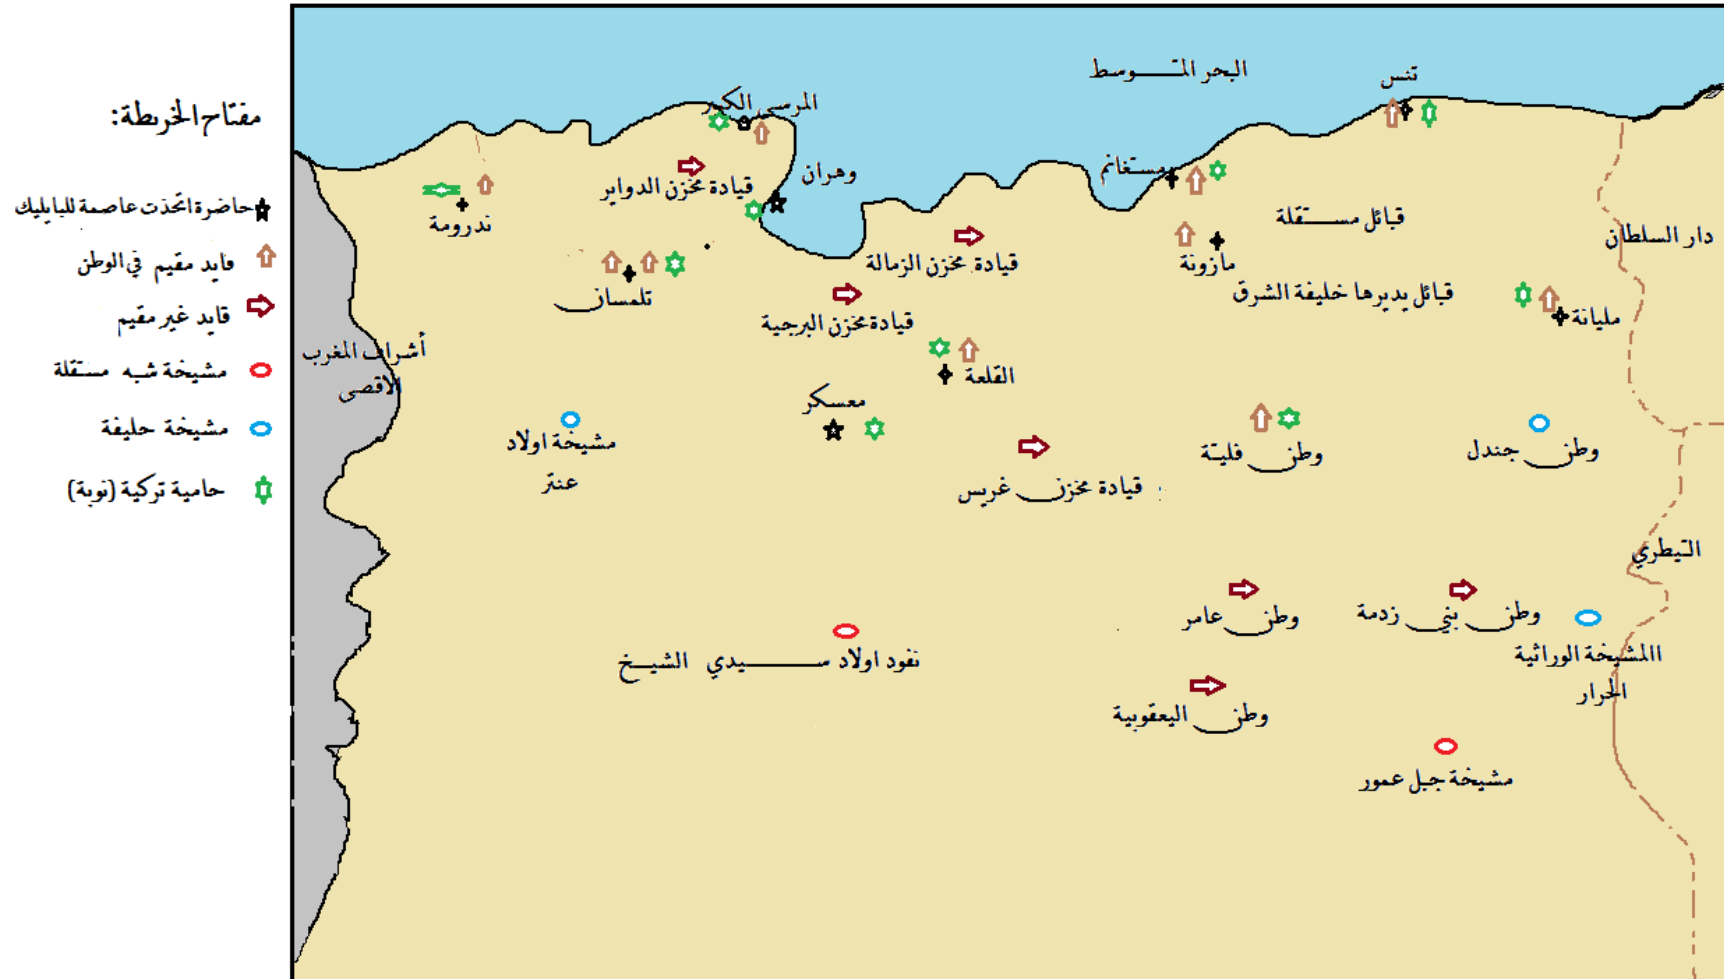 مفتاح الخريطة:
حاضرة اتخذت عاصمة للبايليك
قايد مقيم في الوطن
قايد غير مقيم
مشيخة شبه مستقلة
مشيخة حليفة
حامية تركية (نوبة)
البحر المتوسط
تنس
المرسى الكبير
وهران
مستغانم
قيادة مخزن الدواير
ندرومة
قبائل مستقلة
دار السلطان
مازونة
قيادة مخزن الزمالة
تلمسان
قبائل يديرها خليفة الشرق
مليانة
قيادة مخزن البرجية
أشراف المغرب
الاقصى
القلعة
معسكر
مشيخة اولاد
عنتر
وطن فليتة
وطن جندل
قيادة مخزن غريس
التيطري
وطن عامر
وطن بني زدمة
نفود اولاد سيدي الشيخ
االمشيخة الوراثية
الحرار
وطن اليعقوبية
مشيخة جبل عمور